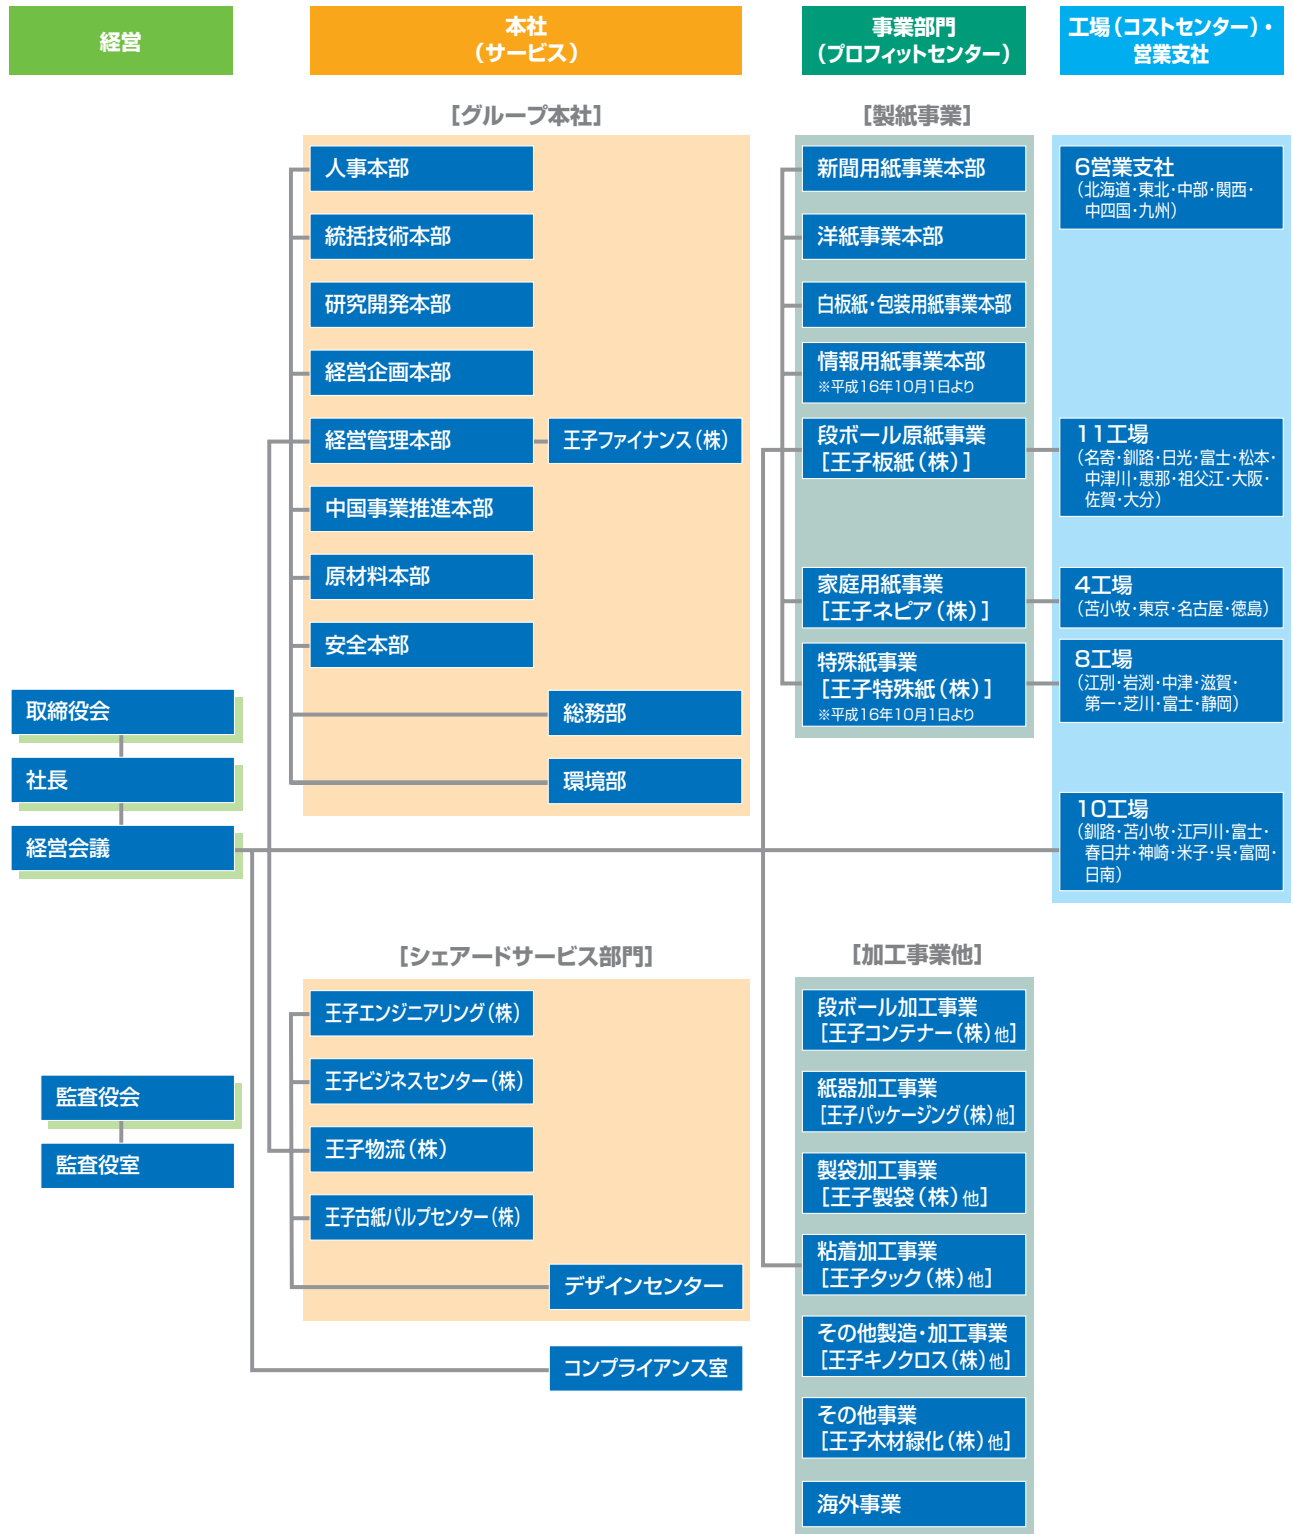 経営
本社
(サービス)
事業部門
(プロフィットセンター)
工場(コストセンター)・
営業支社
[グループ本社]
人事本部
統括技術本部
研究開発本部
経営企画本部
経営管理本部
王子ファイナンス(株)
中国事業推進本部
原材料本部
安全本部
総務部
環境部
取締役会
社長
経営会議
監査役会
監査役室
[シェアードサービス部門]
王子エンジニアリング(株)
王子ビジネスセンター(株)
王子物流(株)
王子古紙パルプセンター(株)
デザインセンター
コンプライアンス室
[製紙事業]
新聞用紙事業本部
洋紙事業本部
白板紙・包装用紙事業本部
情報用紙事業本部
※平成16年10月1日より
段ボール原紙事業
[王子板紙(株)]
家庭用紙事業
[王子ネピア(株)]
特殊紙事業
[王子特殊紙(株)]
※平成16年10月1日より
6営業支社
(北海道・東北・中部・関西・
中四国・九州)
11工場
(名寄・釧路・日光・富士・松本・
中津川・恵那・祖父江・大阪・
佐賀・大分)
4工場
(苫小牧・東京・名古屋・徳島)
8工場
(江別・岩渕・中津・滋賀・
第一・芝川・富士・静岡)
10工場
(釧路・苫小牧・江戸川・富士・
春日井・神崎・米子・呉・富岡・
日南)
[加工事業他]
段ボール加工事業
[王子コンテナー(株)他]
紙器加工事業
[王子パッケージング(株)他]
製袋加工事業
[王子製袋(株)他]
粘着加工事業
[王子タック(株)他]
その他製造・加工事業
[王子キノクロス(株)他]
その他事業
[王子木材緑化(株)他]
海外事業